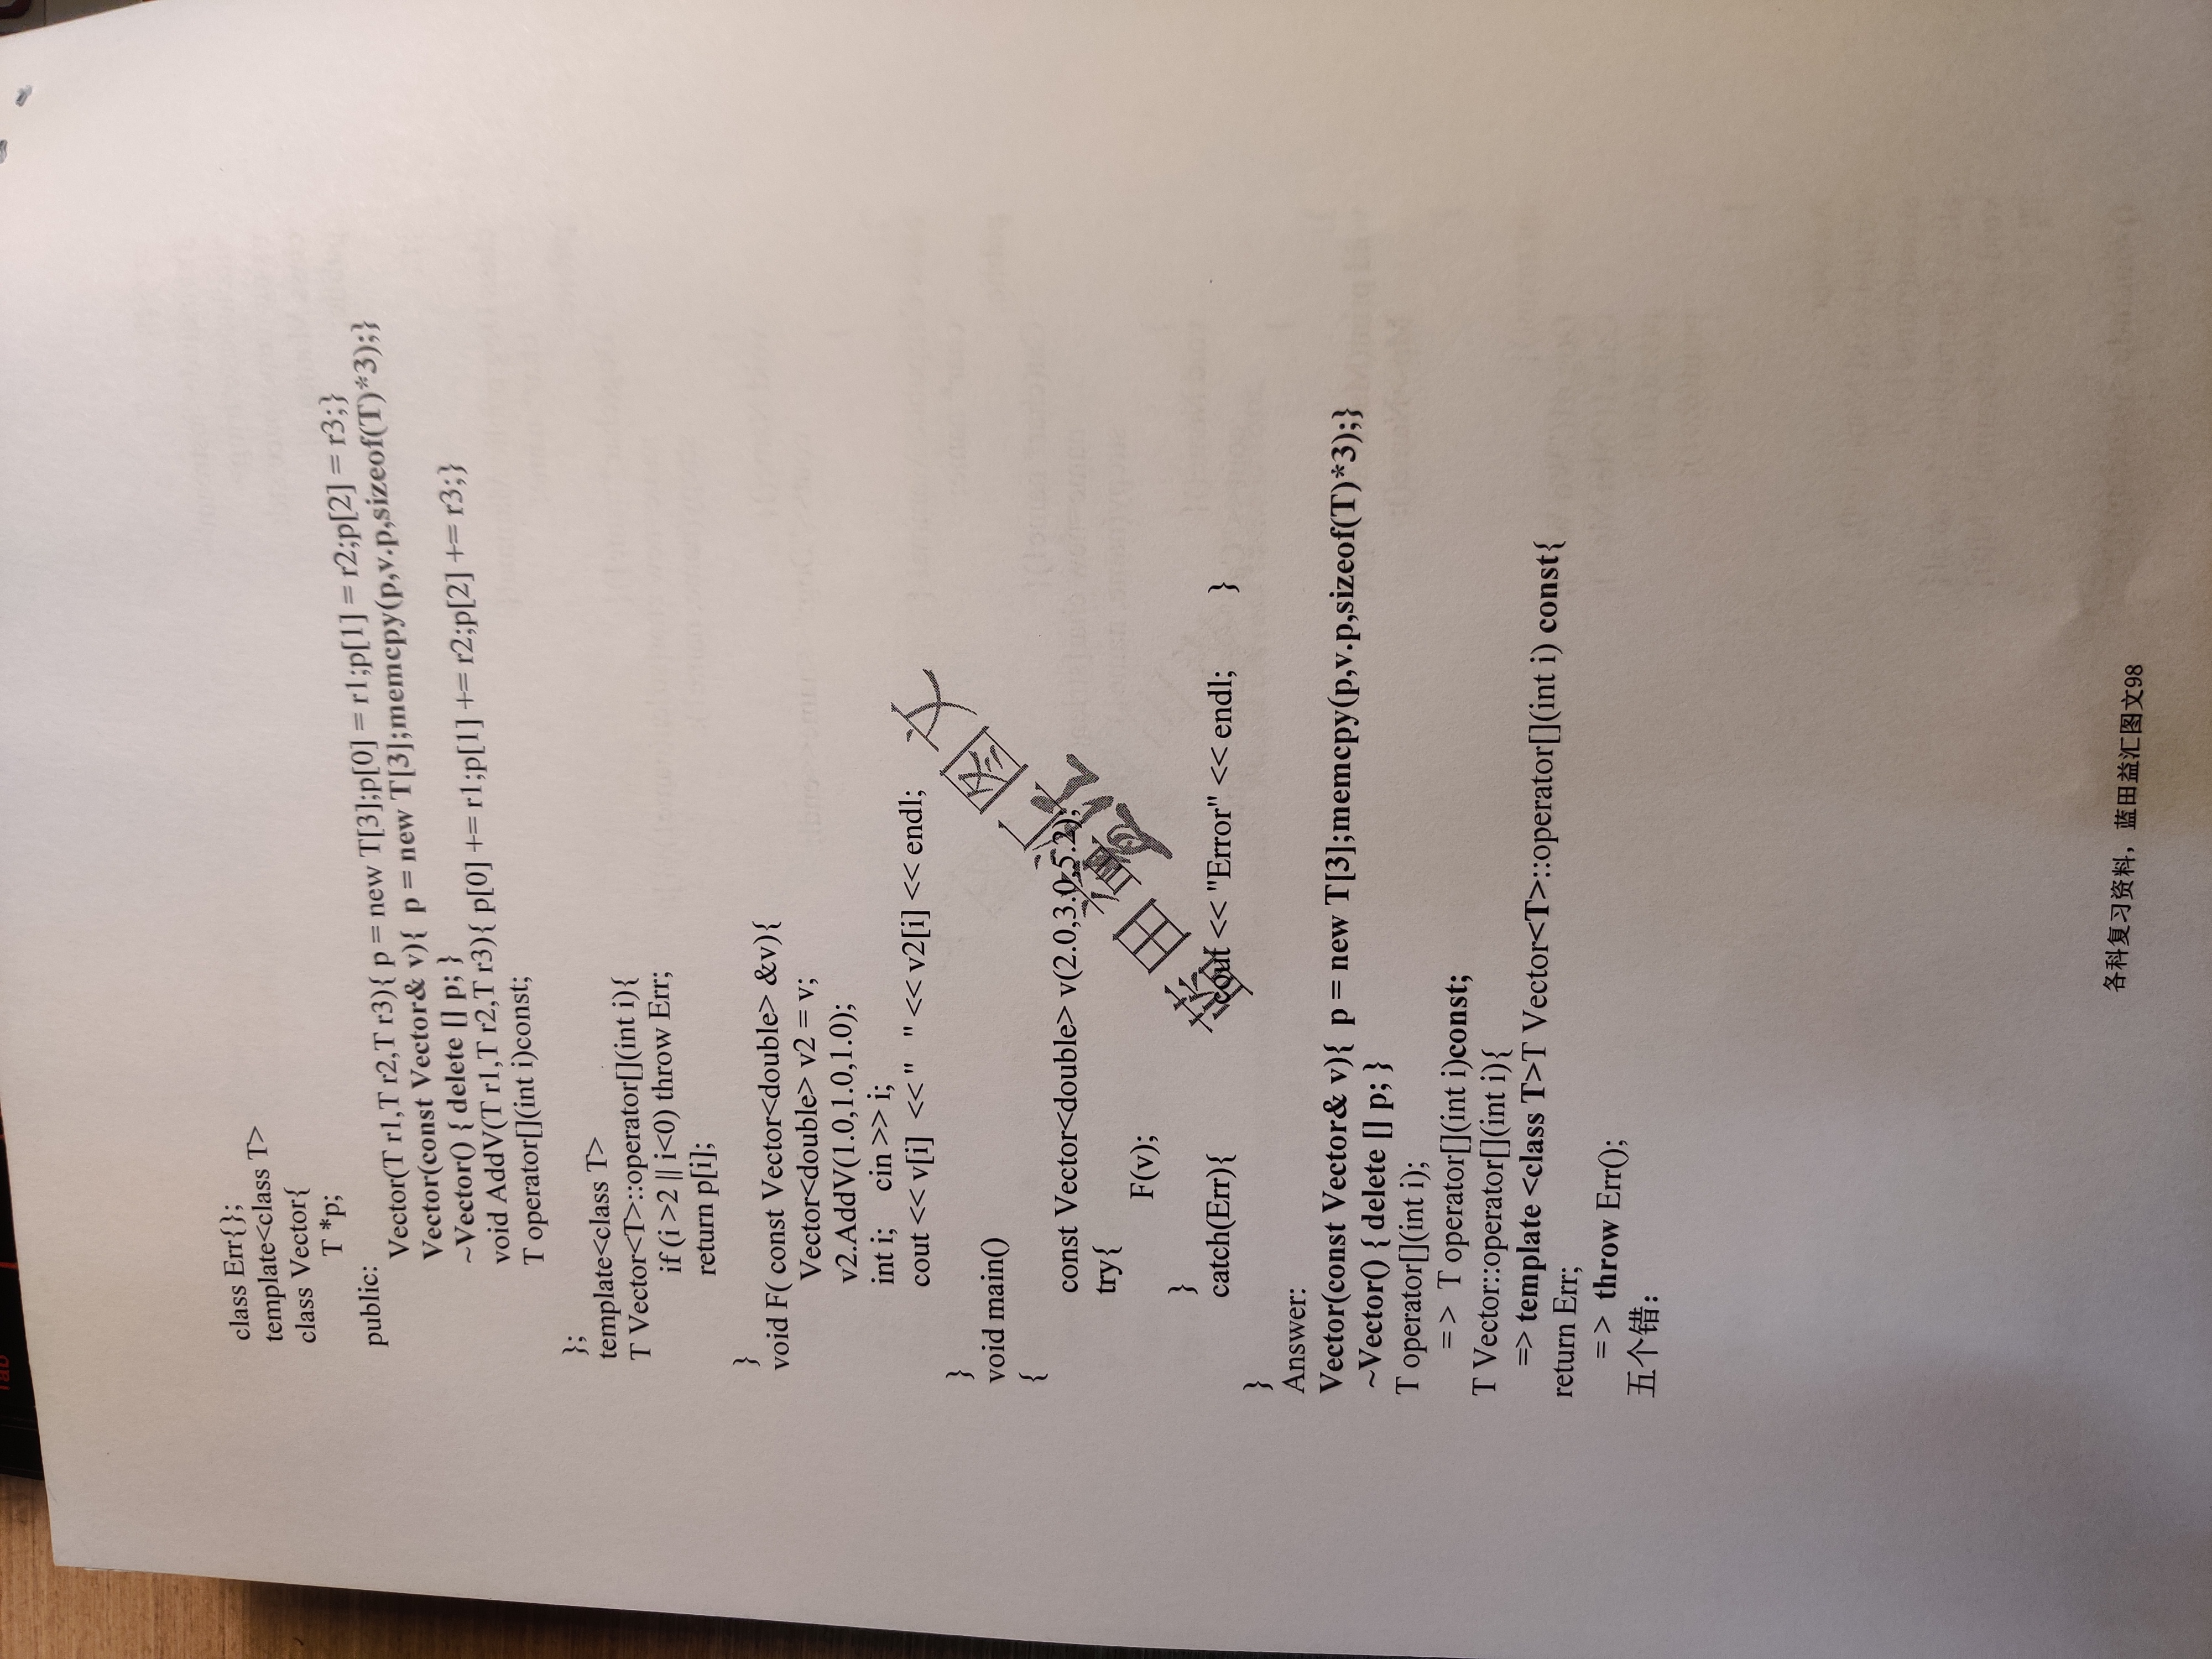 Tab
class Err{};
template<class T>
class Vector{
T *p;
public:
Vector(T r1,T r2,T r3){ p = new T[3];p[0] = r1;p[1] = r2;p[2] = r3;}
Vector(const Vector& v){ p = new T[3];memcpy(p,v.p,sizeof(T)*3);}
~Vector() { delete [] p; }
void AddV(T r1,T r2,T r3){ p[0] += r1;p[1] += r2;p[2] += r3;}
T operator[](int i)const;
};
template<class T>
T Vector<T>::operator[](int i){
if (i >2 || i<0) throw Err;
return p[i];
}
void F( const Vector<double> &v){
Vector<double> v2 = v;
v2.AddV(1.0,1.0,1.0);
int i; cin >> i;
cout << v[i] << " " << v2[i] << endl;
}
void main()
{
const Vector<double> v(2.0,3.0,5.2);
try{
F(v);
}
catch(Err){ cout << "Error" << endl; }
}
蓝田益汇图文
Answer:
Vector(const Vector& v){ p = new T[3];memcpy(p,v.p,sizeof(T)*3);}
~Vector() { delete [] p; }
T operator[](int i);
=> T operator[](int i)const;
T Vector::operator[](int i){
=> template <class T>T Vector<T>::operator[](int i) const{
return Err;
=> throw Err();
五个错：
各科复习资料，蓝田益汇图文98